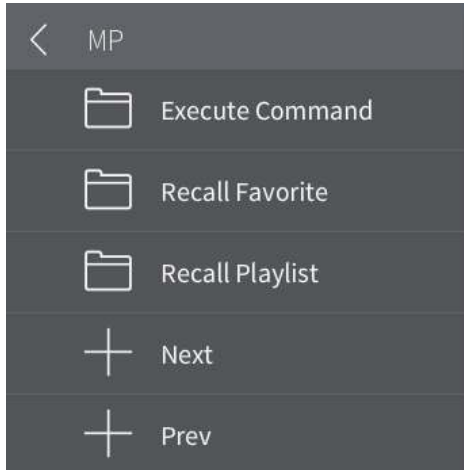 MP
Execute Command
Recall Favorite
Recall Playlist
Next
Prev